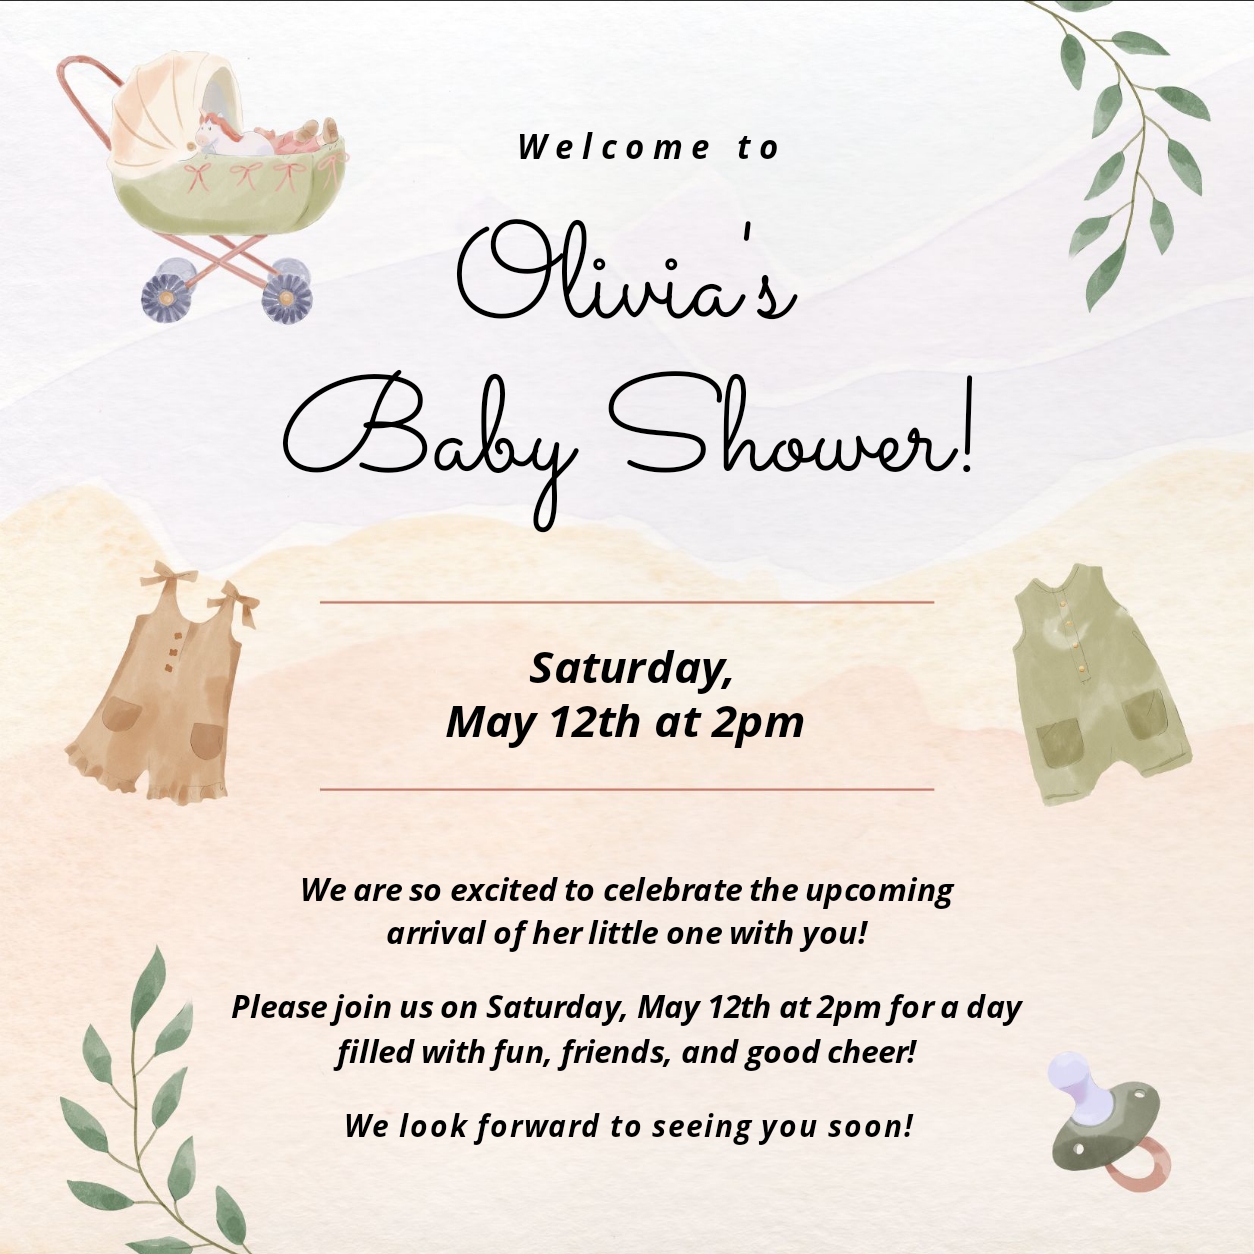 Welcome to
Olivia's
Baby Shower!
Saturday,
May 12th at 2pm
We are so excited to celebrate the upcoming
arrival of her little one with you!
Please join us on Saturday, May 12th at 2pm for a day
filled with fun, friends, and good cheer!
We look forward to seeing you soon!